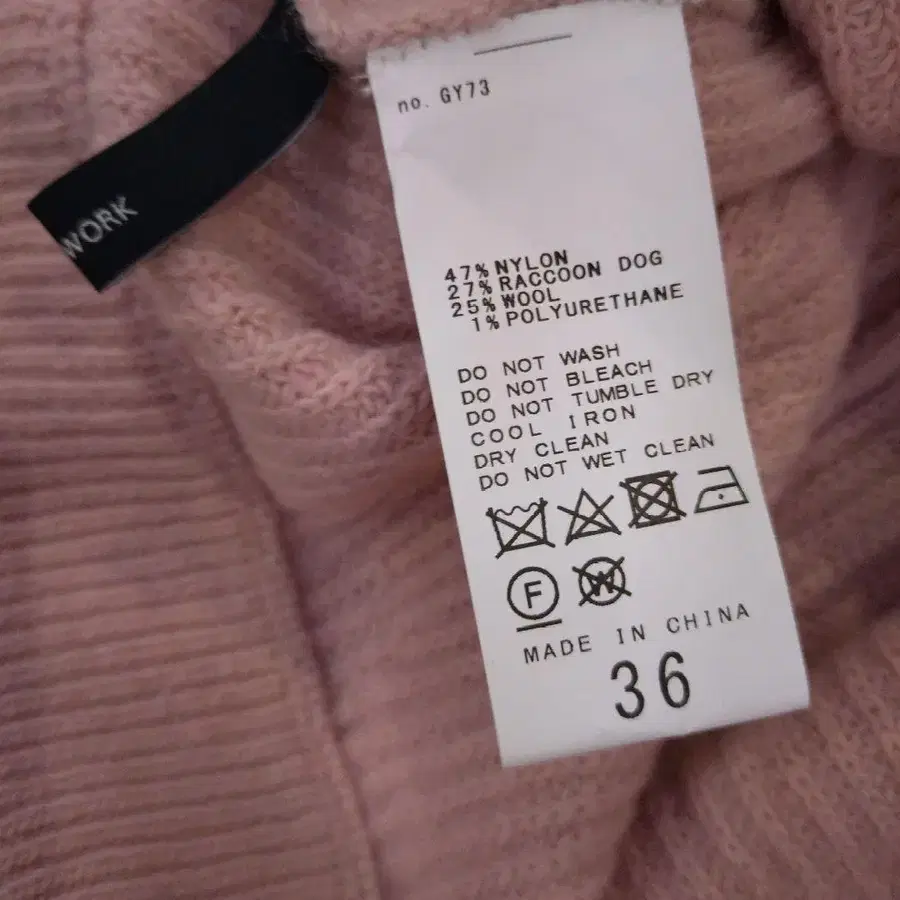 WORK
no. GY73
47% NYLON
27% RACCOON DOG
25% WOOL
1% POLYURETHANE
DO NOT WASH
DO NOT BLEACH
DO NOT TUMBLE DRY
COOL IRON
DRY CLEAN
DO NOT WET CLEAN
F
W
MADE IN CHINA
36